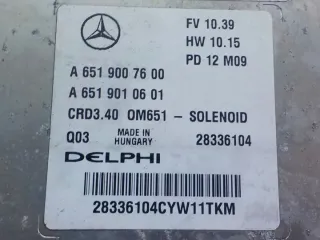 FV 10.39
HW 10.15
PD 12 M09
A 651 900 76 00
A 651 901 06 01
CRD3.40 OM651 - SOLENOID
Q03 MADE IN HUNGARY 28336104
DELPHI
28336104CYW11TKM